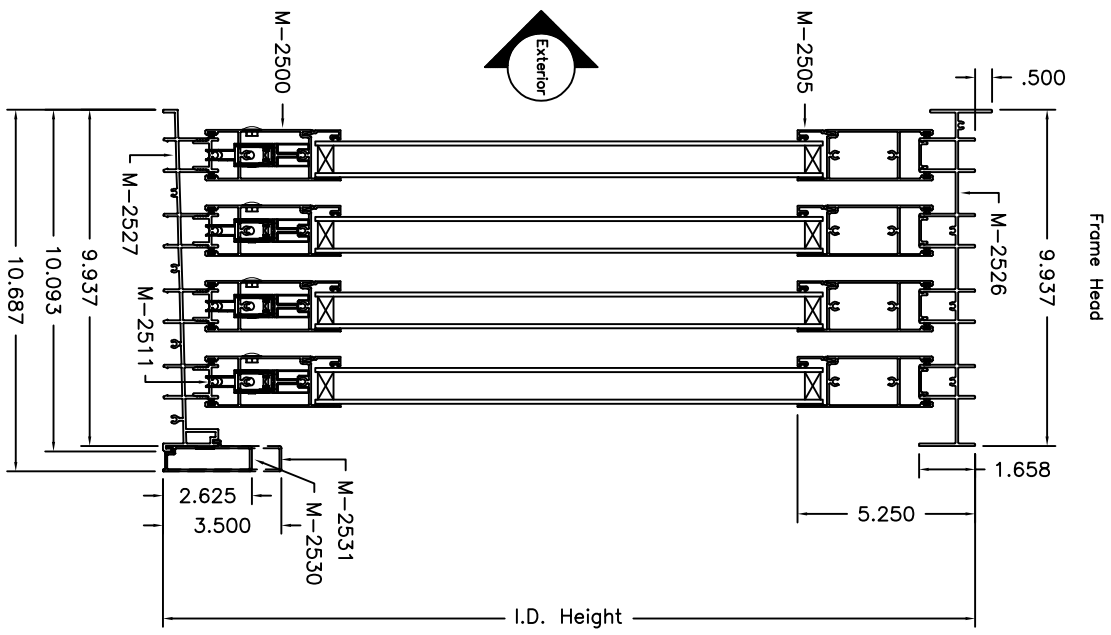 Exterior
M-2500
M-2505
.500
Frame Head
9.937
M-2526
1.658
5.250
M-2527
M-2511
9.937
10.093
10.687
2.625
3.500
M-2530
M-2531
I.D. Height